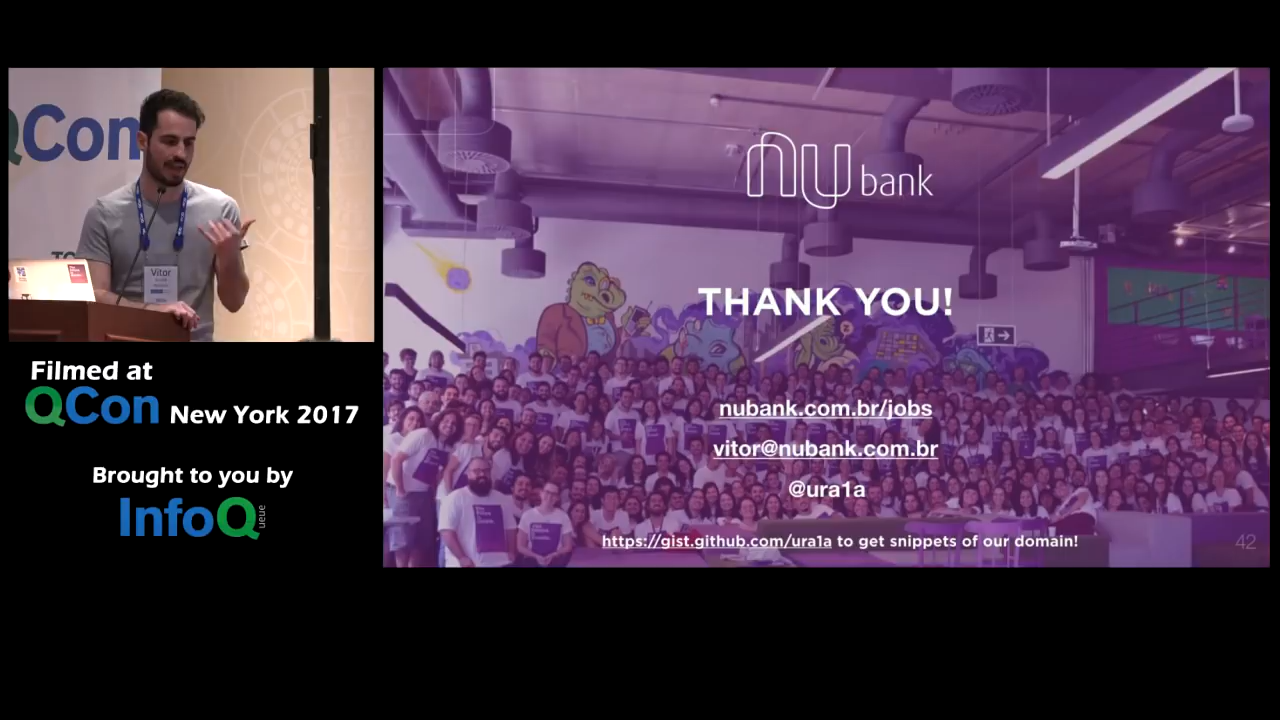 QCon
TO
Vitor
Filmed at
QCon New York 2017
Brought to you by
InfoQ
ueue
nu bank
THANK YOU!
nubank.com.br/jobs
vitor@nubank.com.br
@ura1a
https://gist.github.com/ura1a to get snippets of our domain!
42